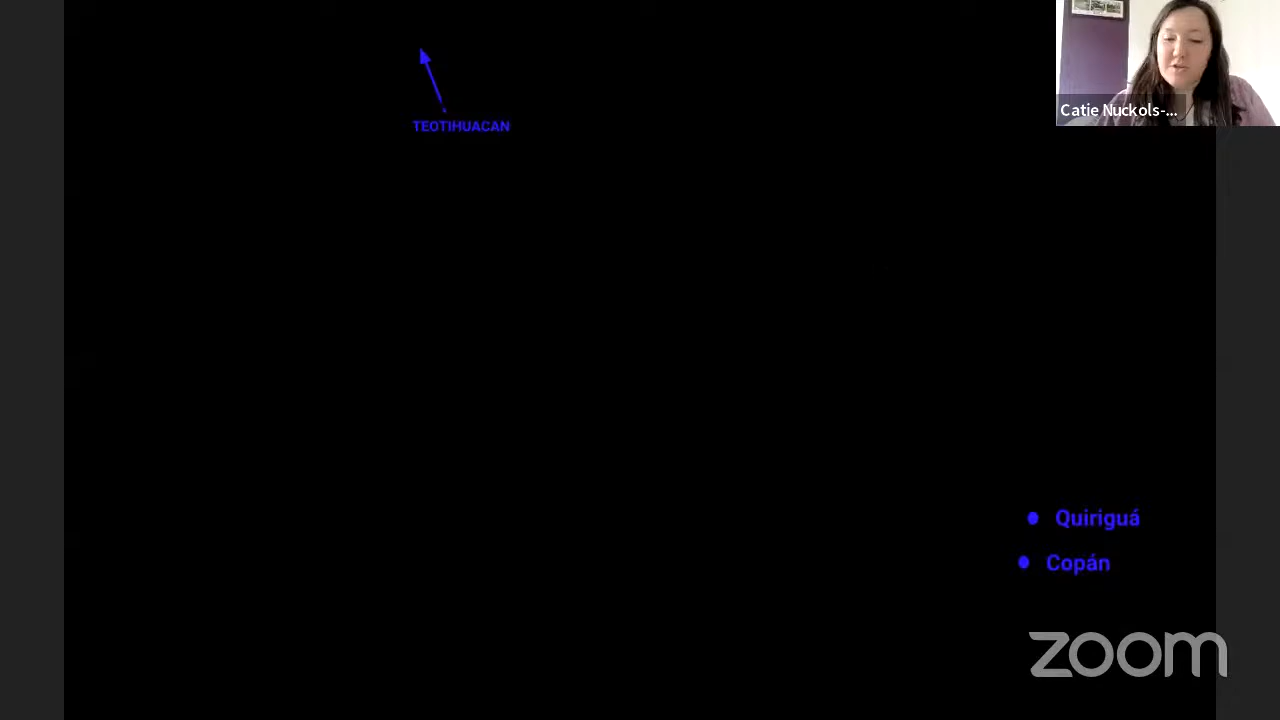 TEOTIHUACAN
Catie Nuckols-...
Quiriguá
Copán
zoom